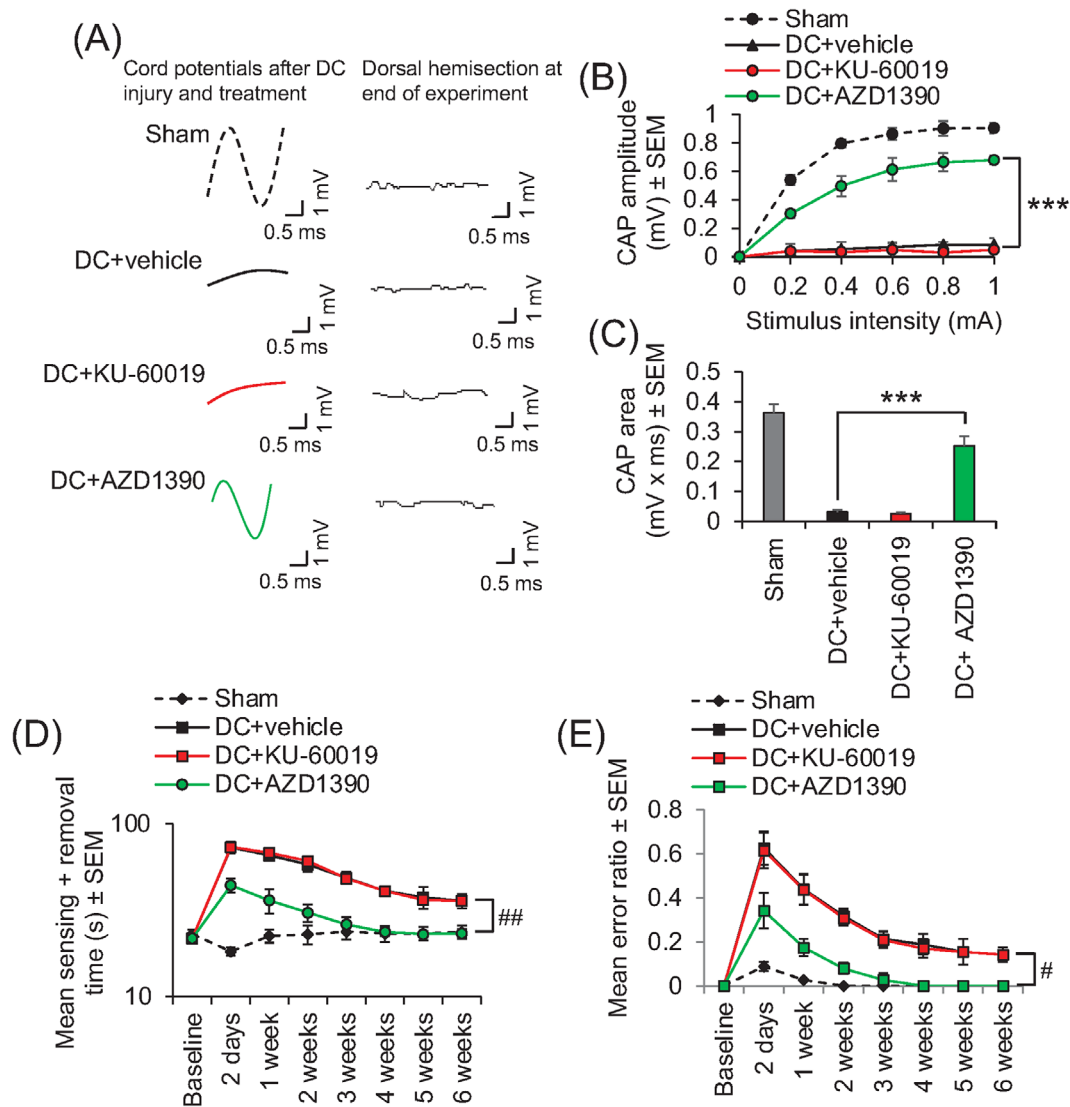 (A)
Cord potentials after DC
injury and treatment
Dorsal hemisection at
end of experiment
Sham
0.5 ms
1 mV
0.5 ms
1 mV
DC+vehicle
0.5 ms
1 mV
0.5 ms
1 mV
DC+KU-60019
0.5 ms
1 mV
0.5 ms
1 mV
DC+AZD1390
0.5 ms
1 mV
0.5 ms
1 mV
(B)
Sham
DC+vehicle
DC+KU-60019
DC+AZD1390
CAP amplitude
(mV) ± SEM
1
0.8
0.6
0.4
0.2
0
***
0 0.2 0.4 0.6 0.8 1
Stimulus intensity (mA)
(C)
CAP area
(mV x ms) ± SEM
0.5
0.4
0.3
0.2
0.1
0
***
Sham
DC+vehicle
DC+KU-60019
DC+ AZD1390
(D)
Sham
DC+vehicle
DC+KU-60019
DC+AZD1390
Mean sensing + removal
time (s) ± SEM
100
10
##
Baseline
2 days
1 week
2 weeks
3 weeks
4 weeks
5 weeks
6 weeks
(E)
Sham
DC+vehicle
DC+KU-60019
DC+AZD1390
Mean error ratio ± SEM
0.8
0.6
0.4
0.2
0
#
Baseline
2 days
1 week
2 weeks
3 weeks
4 weeks
5 weeks
6 weeks